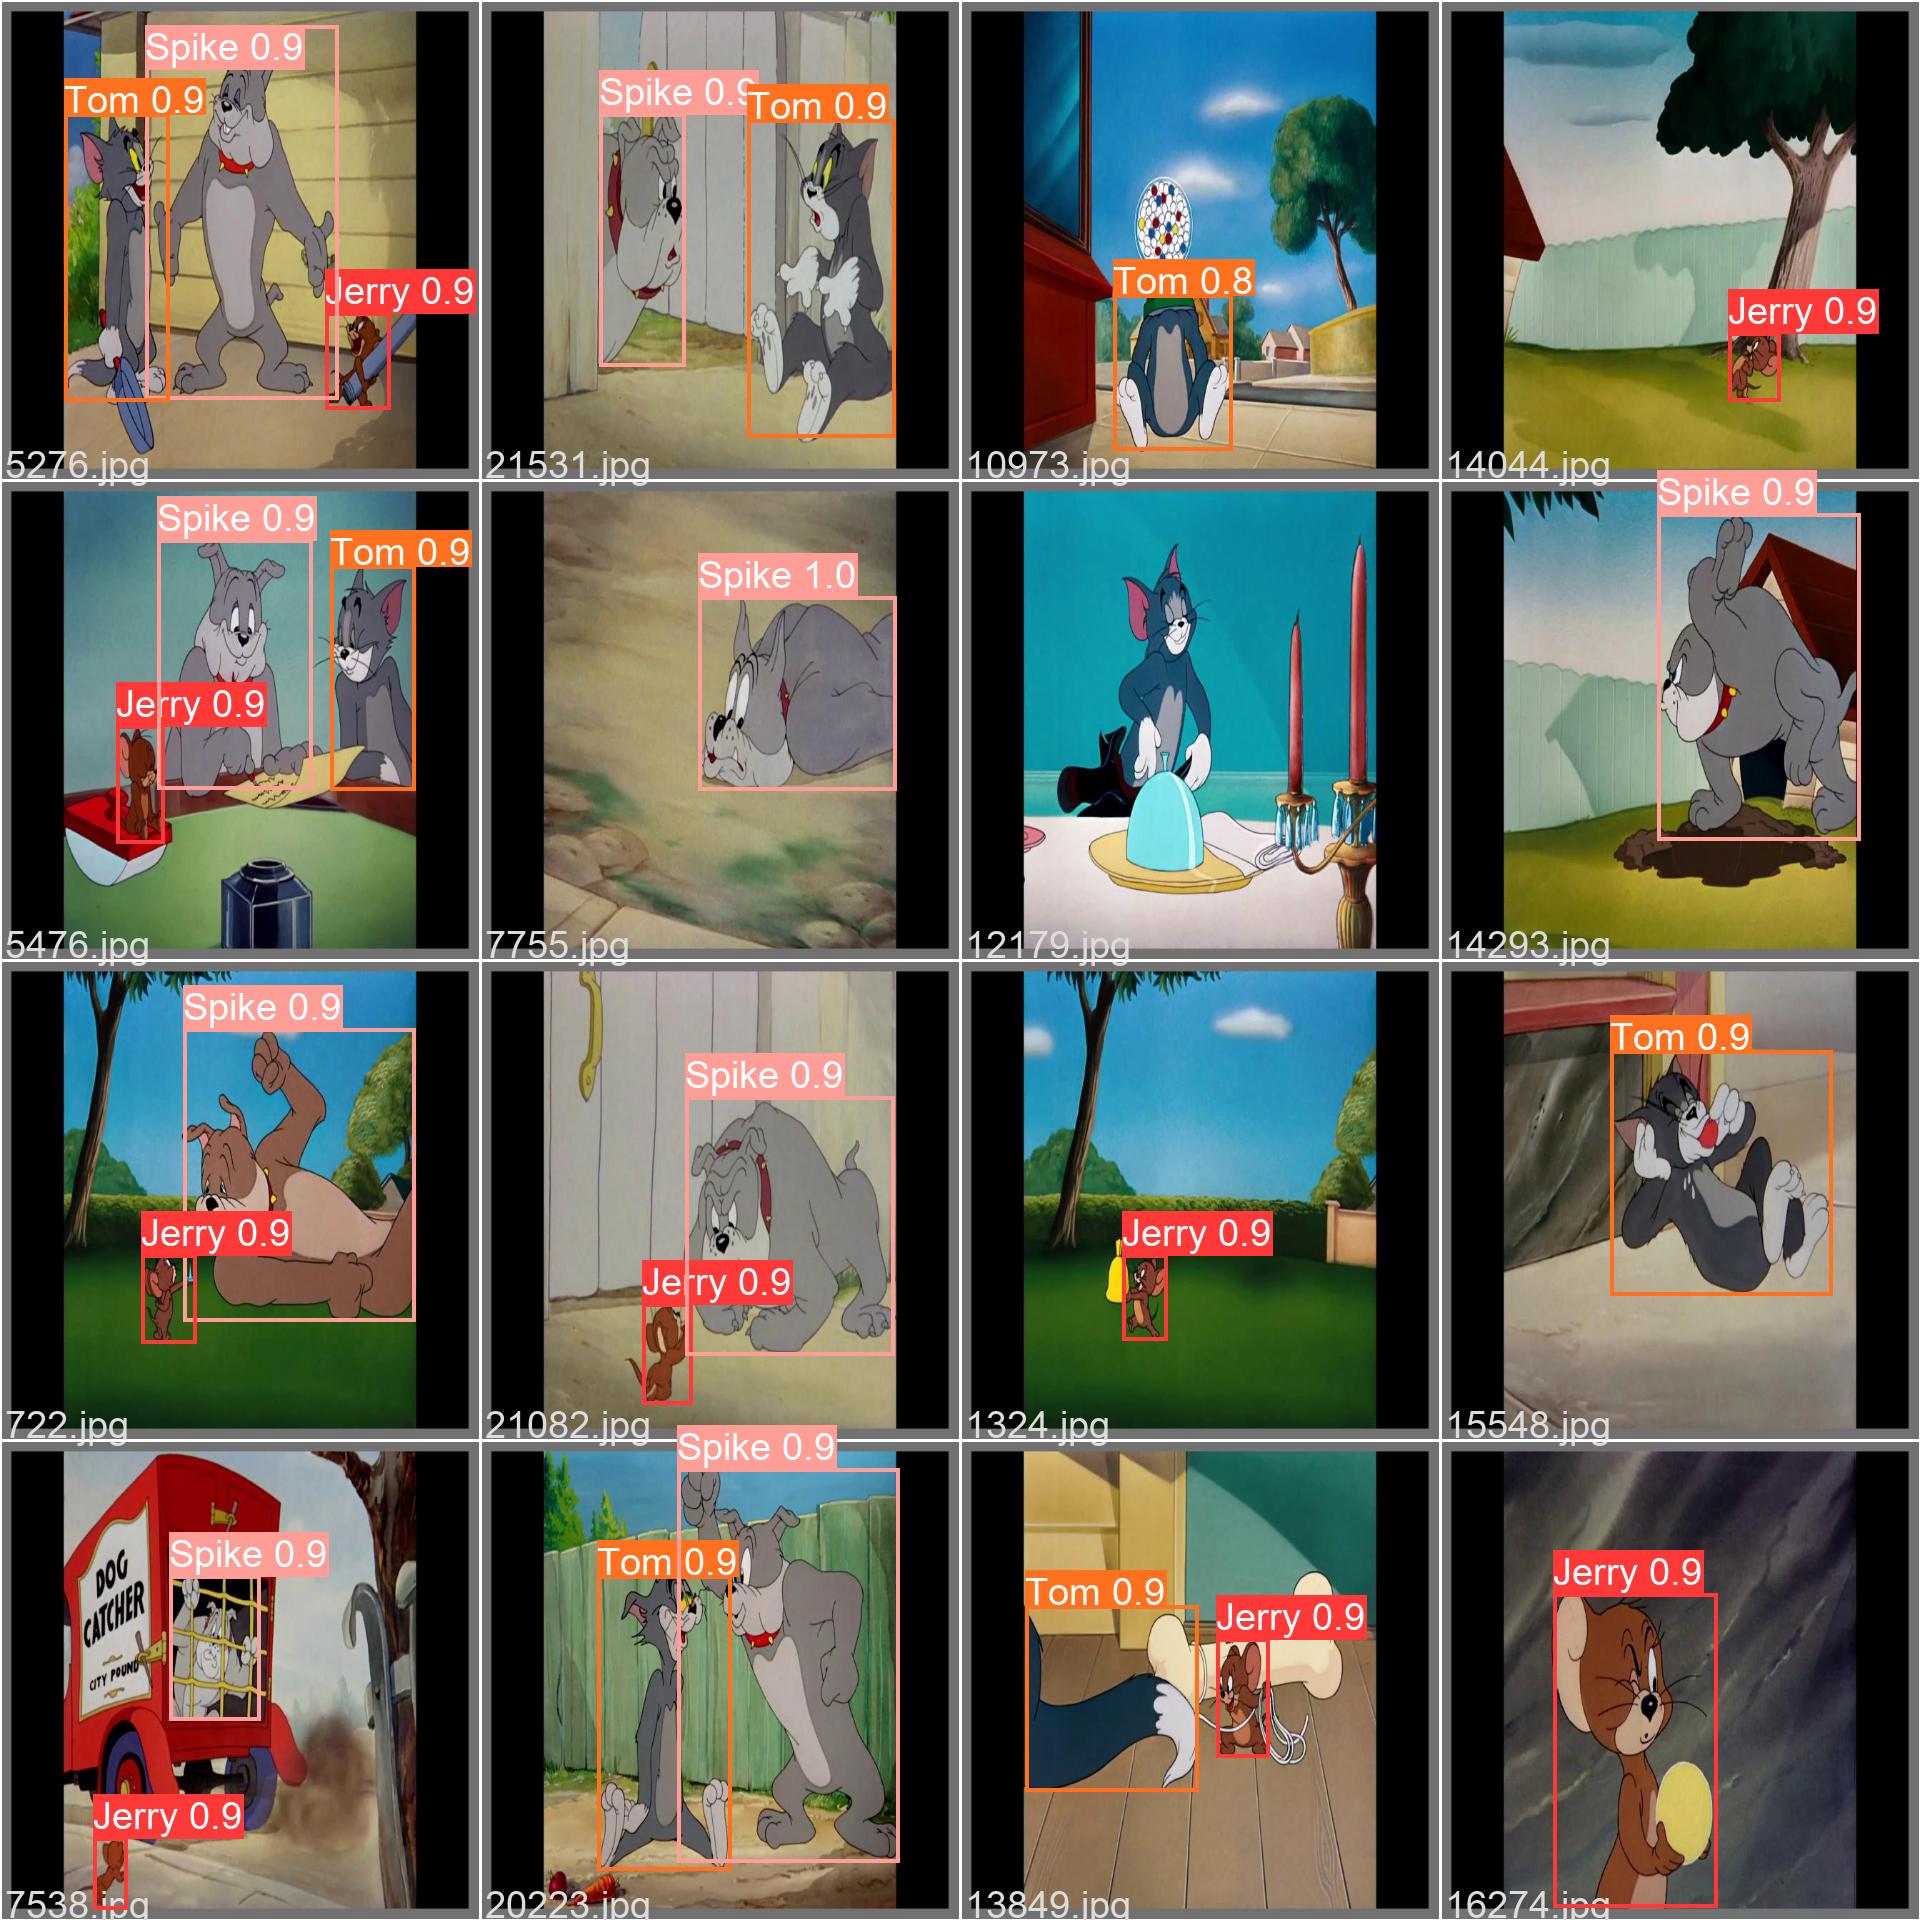 Spike 0.9
Tom 0.9
Jerry 0.9
5276.jpg
Spike 0.9
Tom 0.9
21531.jpg
Tom 0.8
10973.jpg
Jerry 0.9
14044.jpg
Spike 0.9
Tom 0.9
Jerry 0.9
5476.jpg
Spike 1.0
7755.jpg
12179.jpg
Spike 0.9
14293.jpg
Spike 0.9
Jerry 0.9
722.jpg
Spike 0.9
Jerry 0.9
21082.jpg
Jerry 0.9
1324.jpg
Tom 0.9
15548.jpg
Spike 0.9
DOG
CATCHER
CITY POUND
Jerry 0.9
7538.jpg
Spike 0.9
Tom 0.9
20223.jpg
Tom 0.9
Jerry 0.9
13849.jpg
Jerry 0.9
16274.jpg